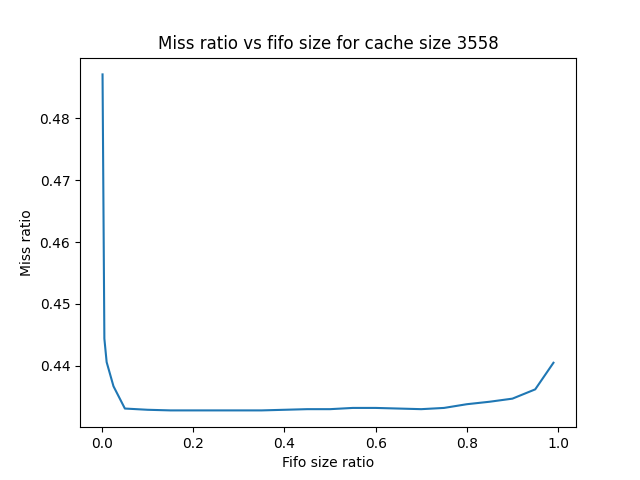 Miss ratio vs fifo size for cache size 3558
0.48
0.47
0.46
0.45
0.44
Miss ratio
0.0 0.2 0.4 0.6 0.8 1.0
Fifo size ratio